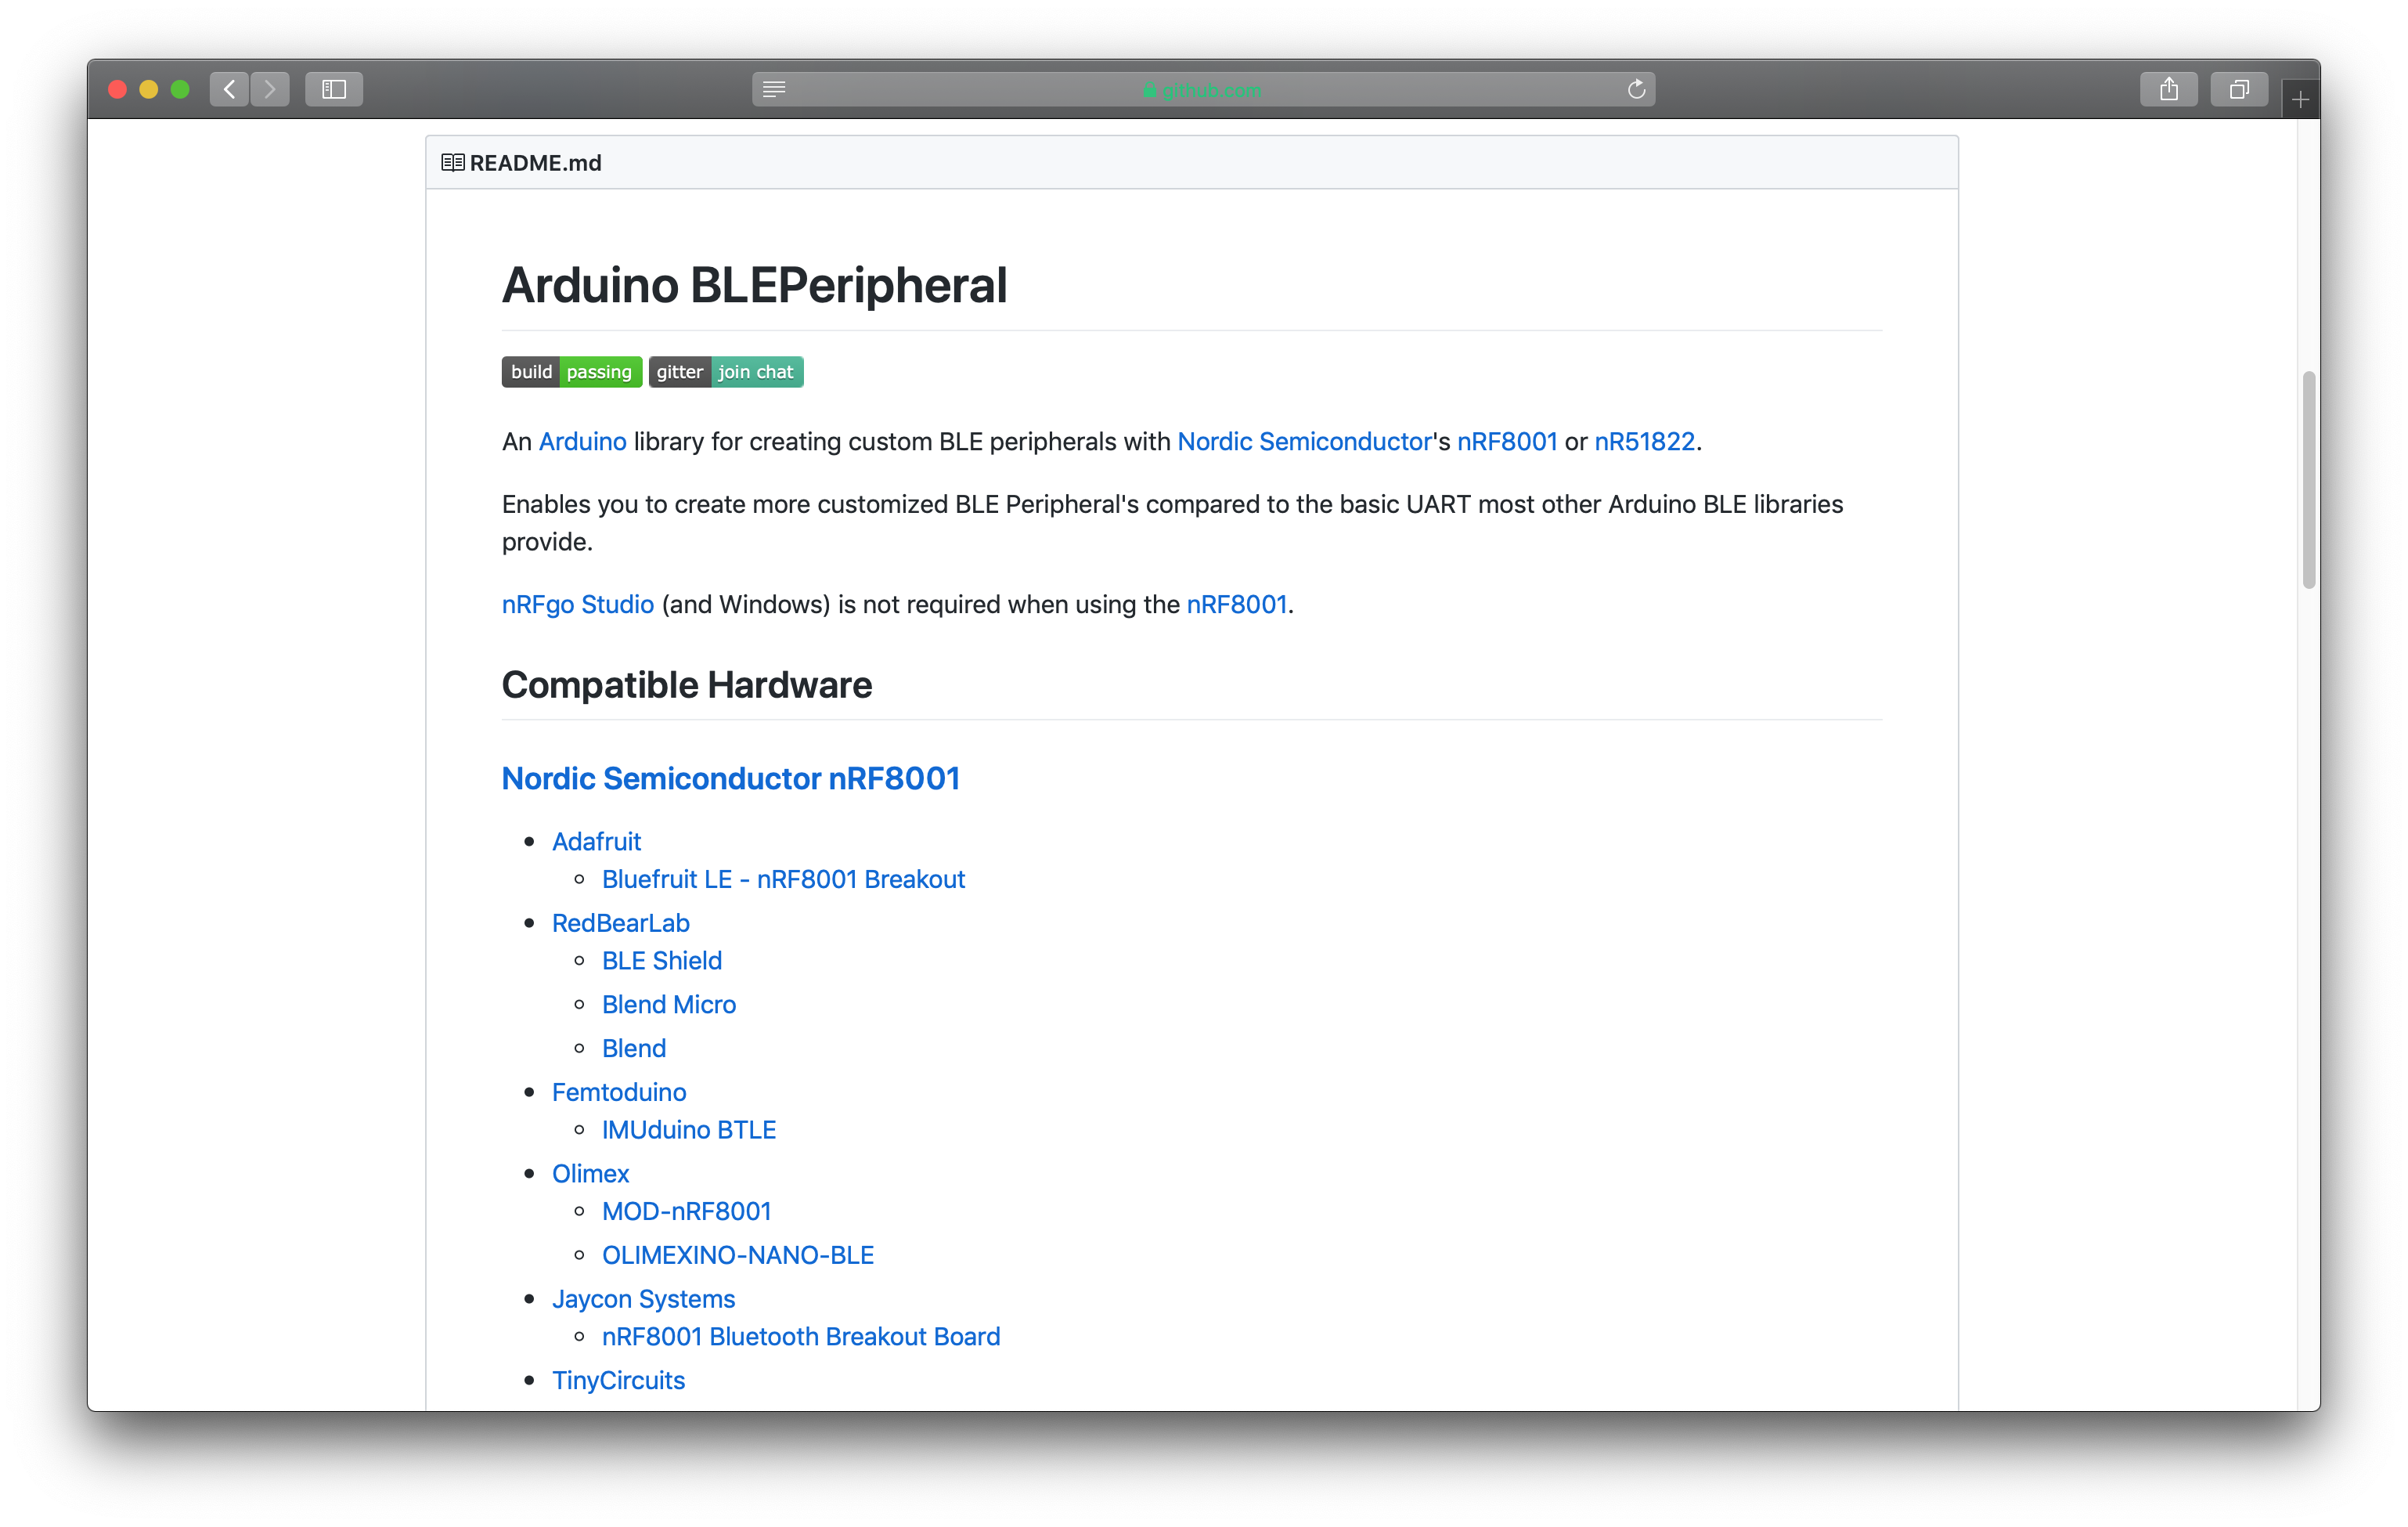 github.com
README.md
Arduino BLEPeripheral
build passing gitter join chat
An Arduino library for creating custom BLE peripherals with Nordic Semiconductor's nRF8001 or nR51822.
Enables you to create more customized BLE Peripheral's compared to the basic UART most other Arduino BLE libraries
provide.
nRFgo Studio (and Windows) is not required when using the nRF8001.
Compatible Hardware
Nordic Semiconductor nRF8001
Adafruit
Bluefruit LE - nRF8001 Breakout
RedBearLab
BLE Shield
Blend Micro
Blend
Femtoduino
IMUduino BTLE
Olimex
MOD-nRF8001
OLIMEXINO-NANO-BLE
Jaycon Systems
nRF8001 Bluetooth Breakout Board
TinyCircuits